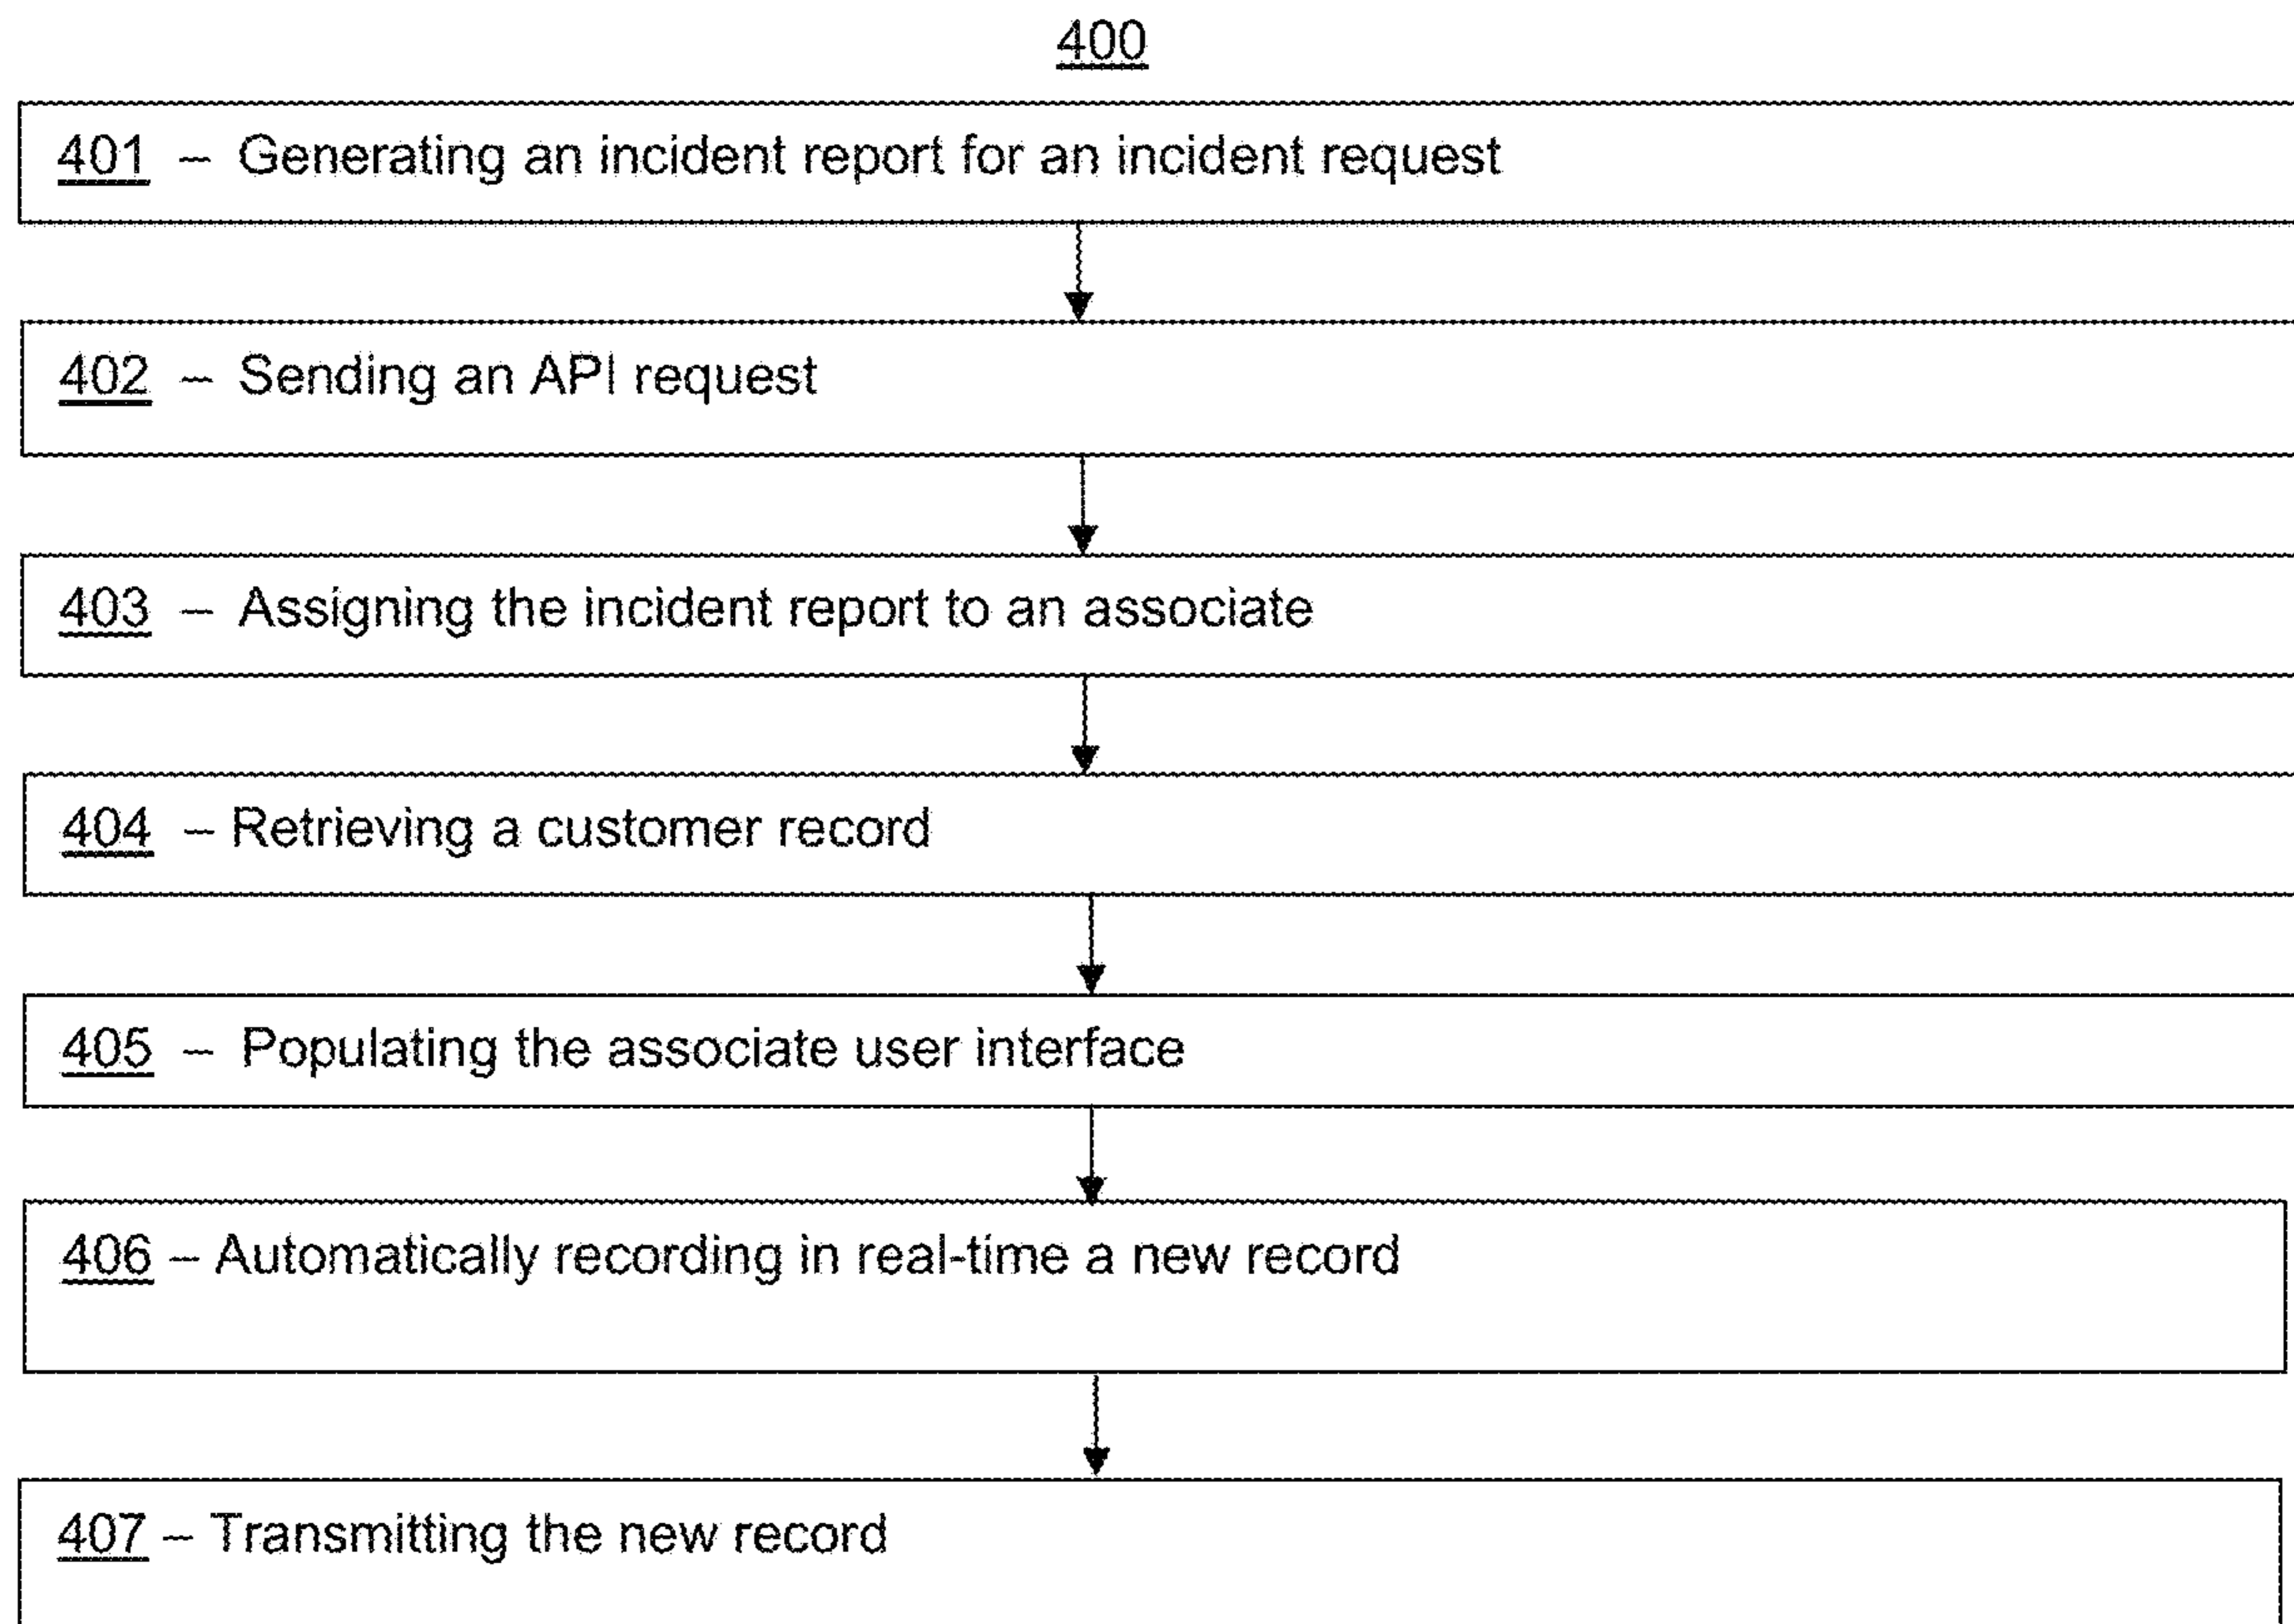 400
401 – Generating an incident report for an incident request
402 – Sending an API request
403 – Assigning the incident report to an associate
404 – Retrieving a customer record
405 – Populating the associate user interface
406 – Automatically recording in real-time a new record
407 – Transmitting the new record